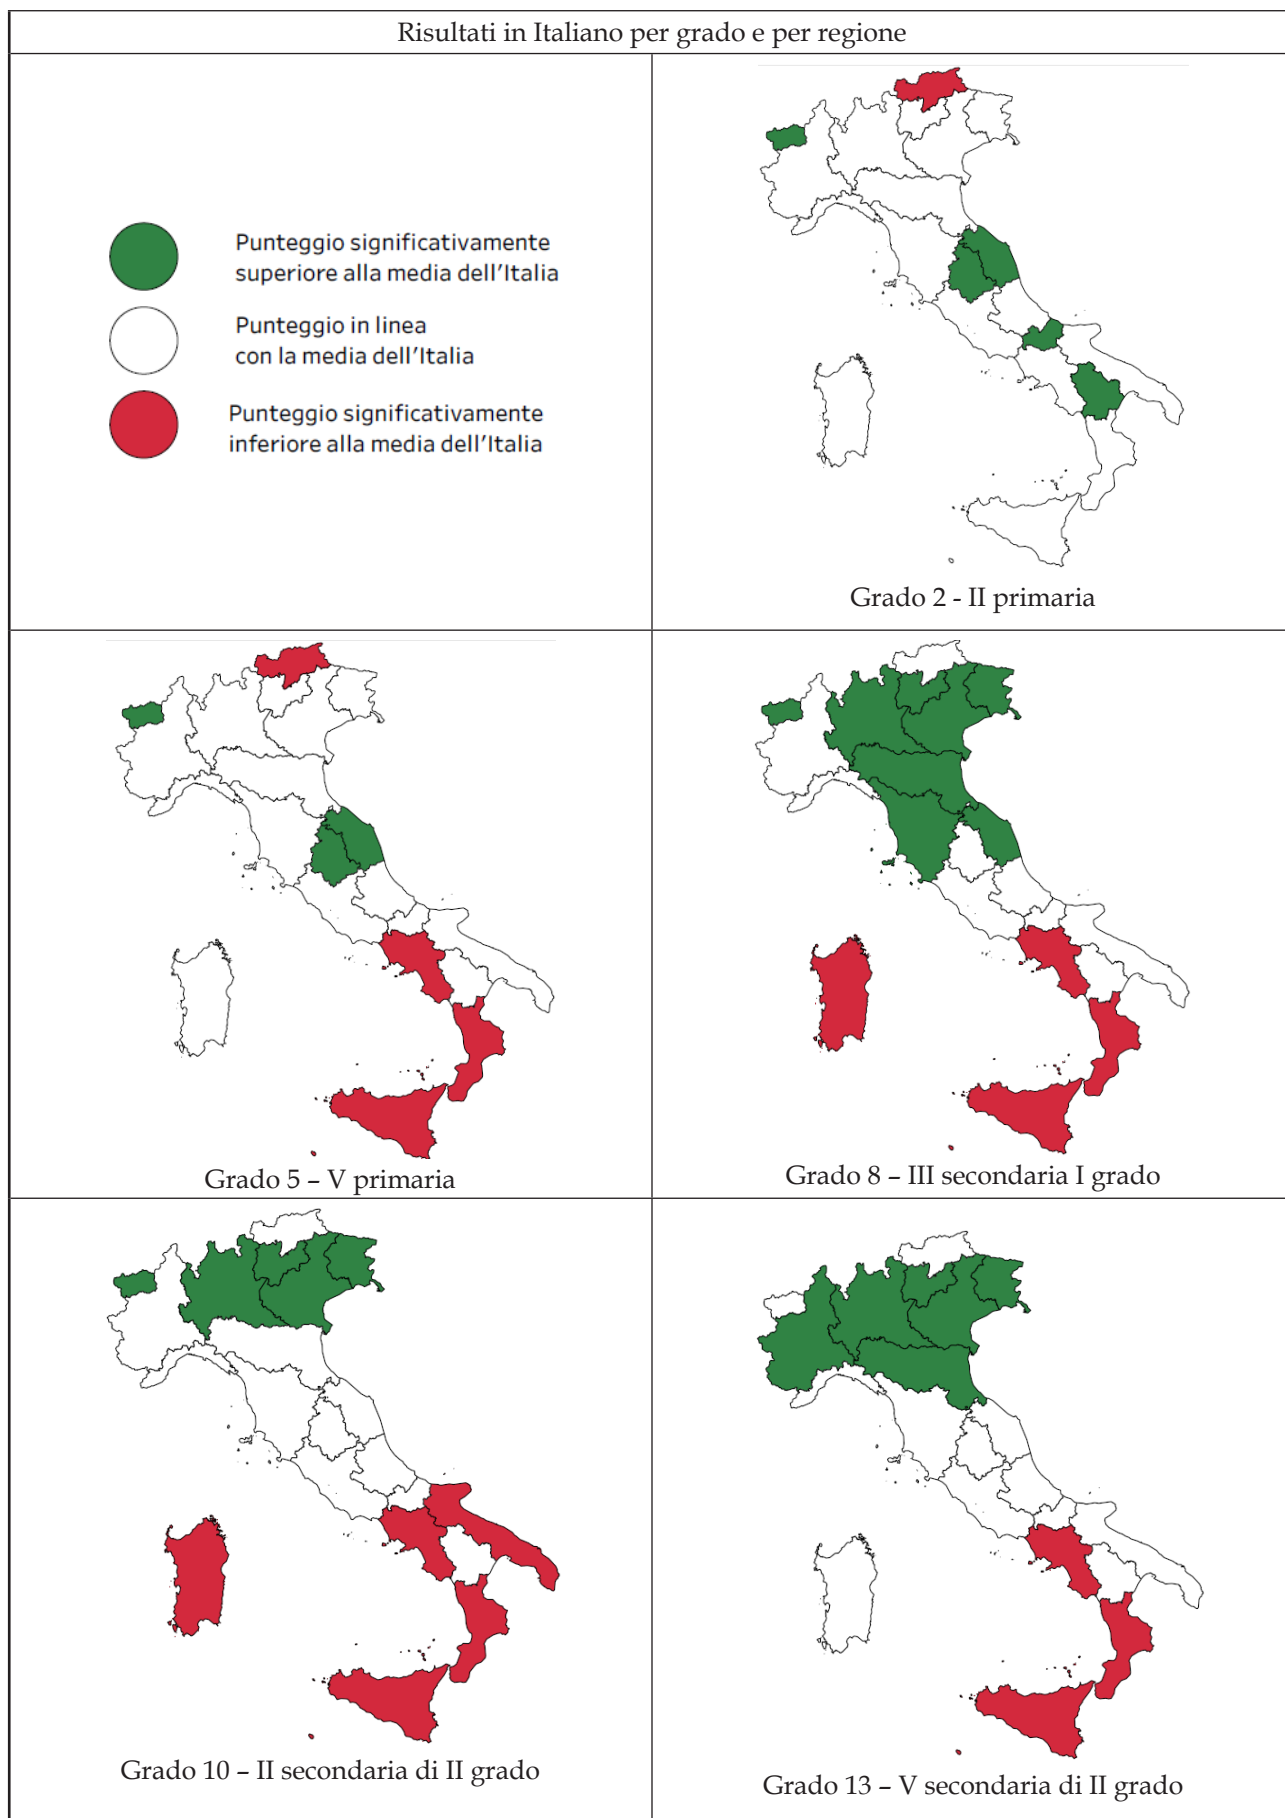 Risultati in Italiano per grado e per regione
Punteggio significativamente
superiore alla media dell'Italia
Punteggio in linea
con la media dell'Italia
Punteggio significativamente
inferiore alla media dell'Italia
Grado 2 - II primaria
Grado 5 – V primaria
Grado 8 – III secondaria I grado
Grado 10 – II secondaria di II grado
Grado 13 – V secondaria di II grado